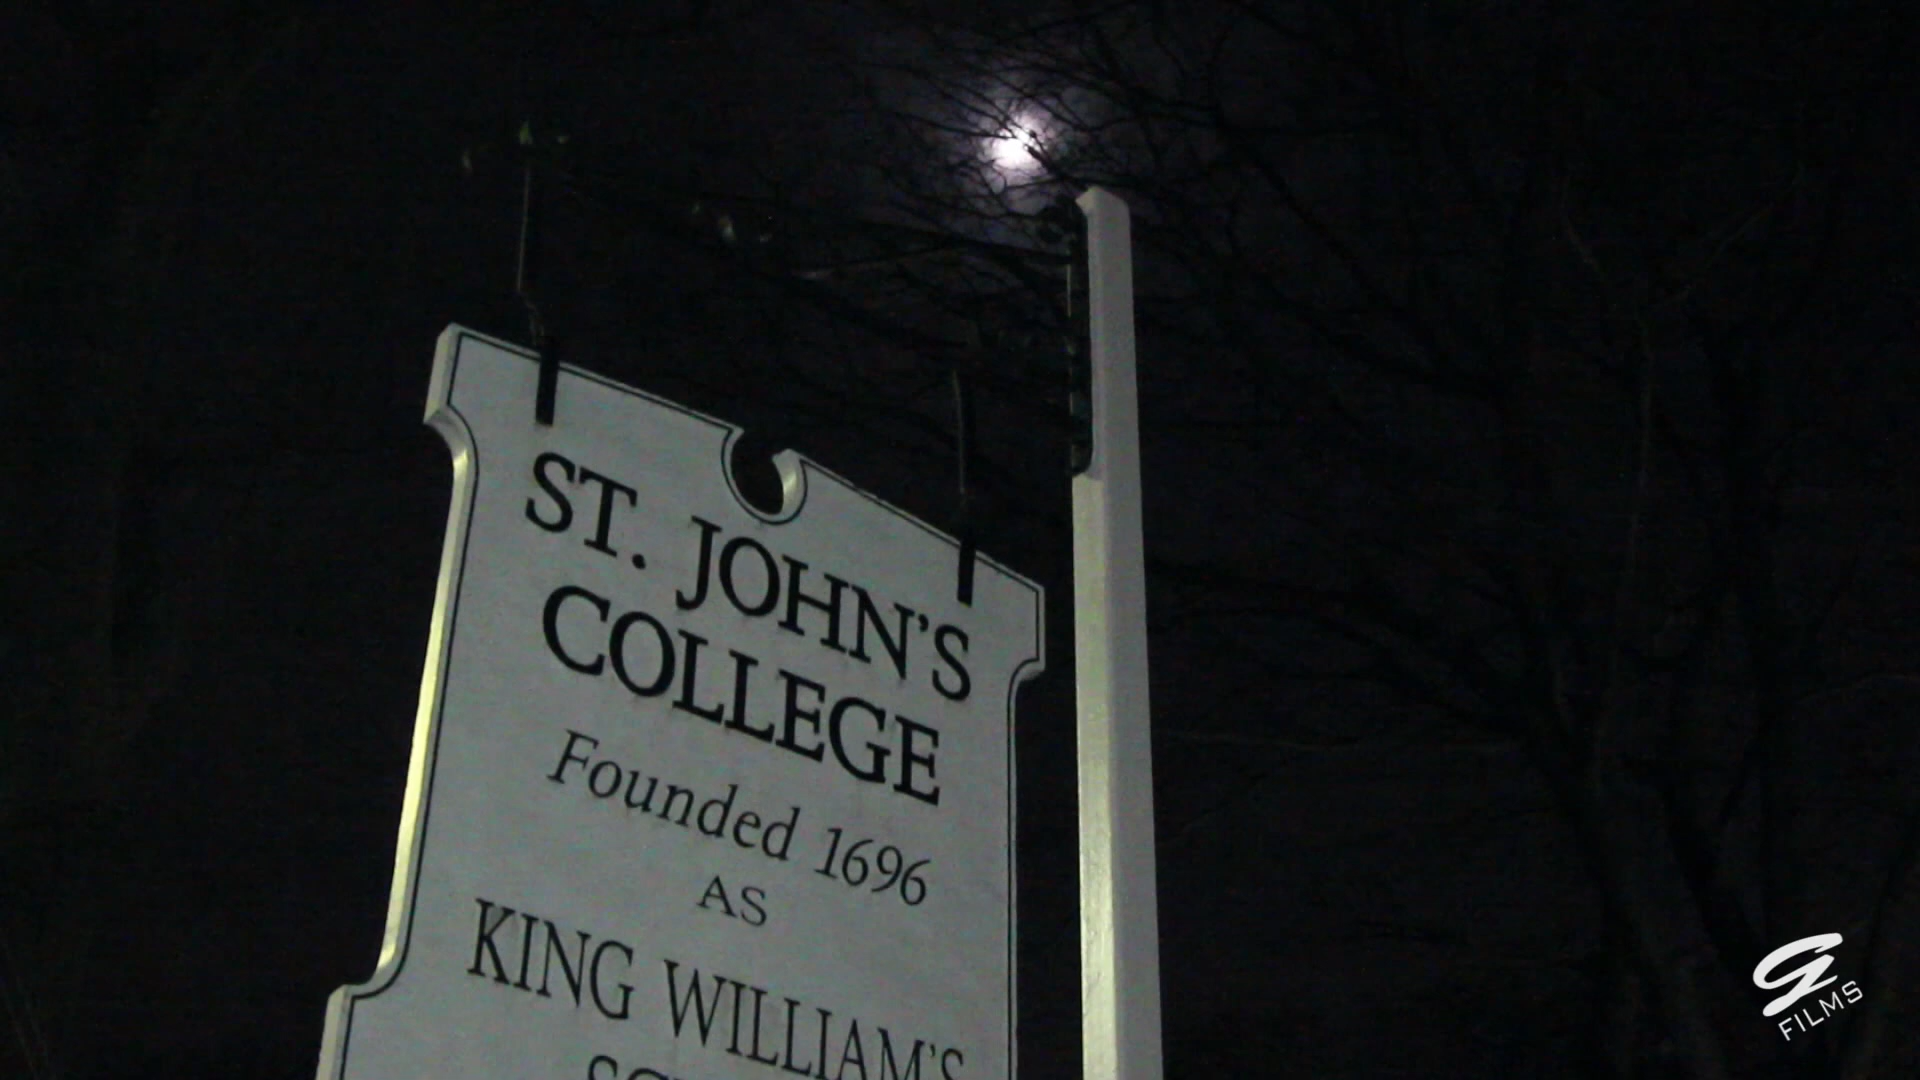 ST. JOHN'S
COLLEGE
Founded 1696
AS
KING WILLIAM'S
FILMS